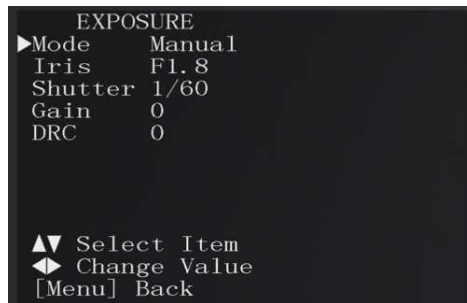 EXPOSURE
▶Mode Manual
Iris F1.8
Shutter 1/60
Gain 0
DRC 0
▲▼ Select Item
◀▶ Change Value
[Menu] Back